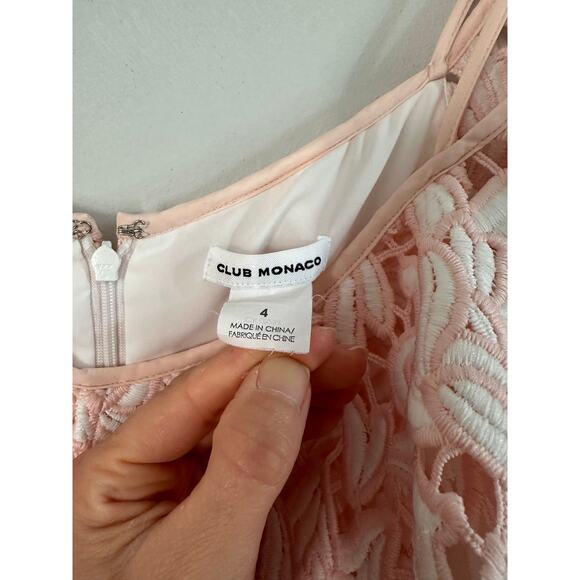 CLUB MONACO
4
MADE IN CHINA/
FABRIQUÉ EN CHINE